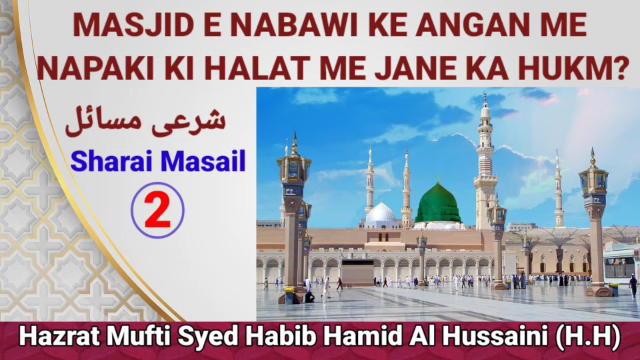 MASJID E NABAWI KE ANGAN ME
NAPAKI KI HALAT ME JANE KA HUKM?
شرعی مسائل
Sharai Masail
2
Hazrat Mufti Syed Habib Hamid Al Hussaini (H.H)